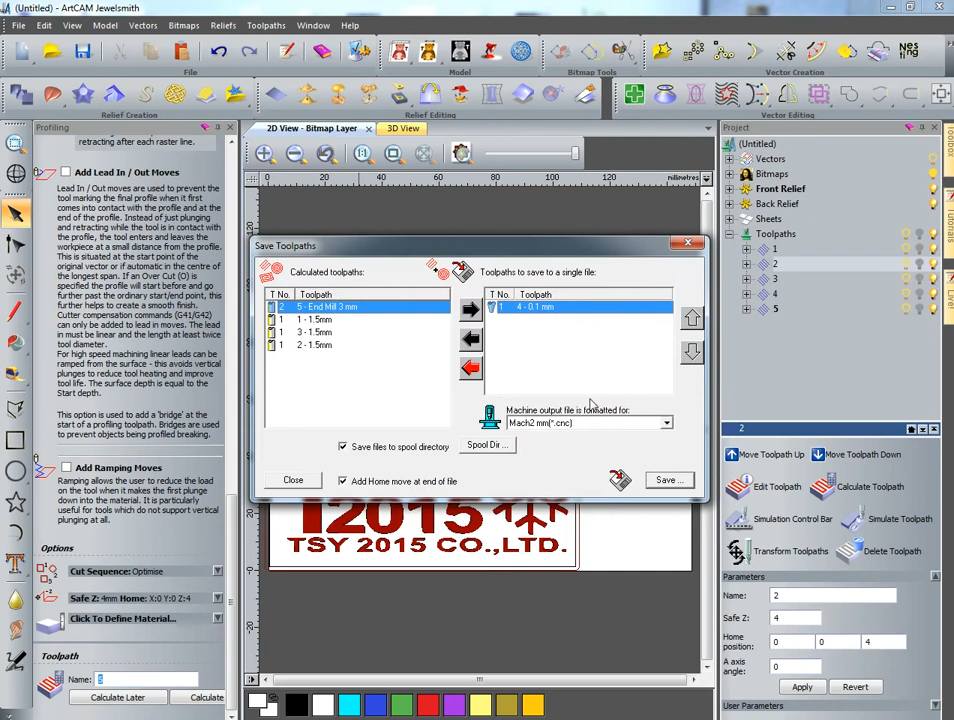 (Untitled) - ArtCAM Jewelsmith
File Edit View Model Vectors Bitmaps Reliefs Toolpaths Window Help
NES
TING
File Model Bitmap Tools Vector Creation
Relief Creation Relief Editing Vector Editing
Profiling
retracting after each raster line.
Add Lead In / Out Moves
Lead In / Out moves are used to prevent the
tool marking the final profile when it first
comes into contact with the profile and at the
end of the profile. Instead of just plunging
and retracting while the tool is in contact with
the profile, the tool enters and leaves the
workpiece at a small distance from the profile.
This is situated at the start point of the
original vector or if automatic in the centre of
the longest span. If an Over Cut (O) is
specified the profile will start before and go
further past the ordinary start/end point, this
further helps to create a smooth finish.
Cutter compensation commands (G41/G42)
can only be added to lead in moves. The lead
in must be linear and the length at least twice
tool diameter.
For high speed machining linear leads can be
ramped from the surface - this avoids vertical
plunges to reduce tool heating and improve
tool life. The surface depth is equal to the
Start depth.
This option is used to add a 'bridge' at the
start of profiling toolpath. Bridges are used
to prevent objects being profiled breaking.
Add Ramping Moves
Ramping allows the user to reduce the load
on the tool when it makes the first plunge
down into the material. It is particularly
useful for tools which do not support vertical
plunging at all.
Options
Cut Sequence: Optimise
Safe Z: 4mm Home: X:0 Y:0 Z:4
Click To Define Material...
Toolpath
Name: 5
Calculate Later Calculate
2D View - Bitmap Layer 3D View
0 20 40 60 80 100 120 millimetres
Save Toolpaths
Calculated toolpaths:
T No. Toolpath
2 5 - End Mill 3 mm
1 1 - 1.5mm
1 3 - 1.5mm
1 2 - 1.5mm
Toolpaths to save to a single file:
T No. Toolpath
1 4 - 0.1 mm
Machine output file is formatted for:
Mach2 mm(*.cnc)
Save files to spool directory Spool Dir ...
Close Add Home move at end of file Save ...
2015
TSY 2015 CO.,LTD.
20
0
-20
Project
(Untitled)
Vectors
Bitmaps
Front Relief
Back Relief
Sheets
Toolpaths
1
2
3
4
5
2
Move Toolpath Up Move Toolpath Down
Edit Toolpath Calculate Toolpath
Simulation Control Bar Simulate Toolpath
Transform Toolpaths Delete Toolpath
Parameters
Name: 2
Safe Z: 4
Home position: 0 0 4
A axis angle: 0
Apply Revert
User Parameters
Toolbox
Tutorials